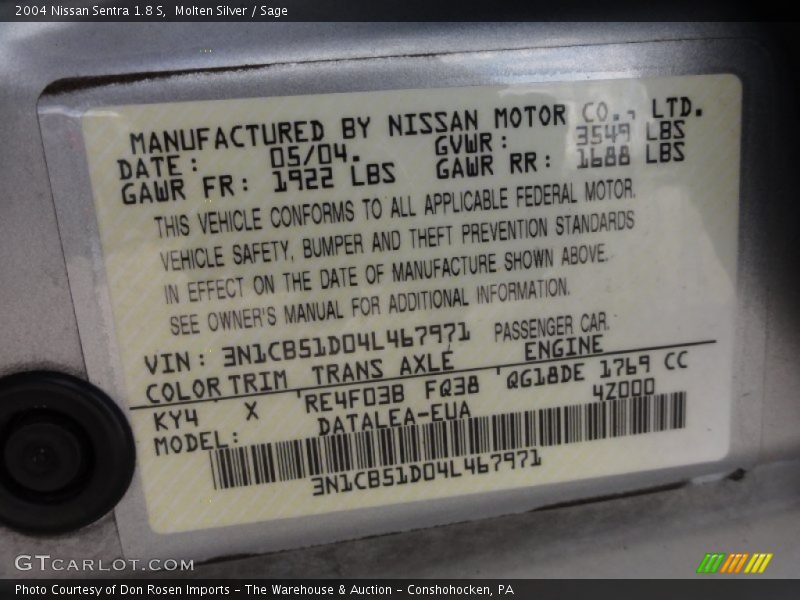 2004 Nissan Sentra 1.8 S,  Molten Silver / Sage
MANUFACTURED BY NISSAN MOTOR CO., LTD.
DATE: 05/04. GVWR: 3549 LBS
GAWR FR: 1922 LBS GAWR RR: 1688 LBS
THIS VEHICLE CONFORMS TO ALL APPLICABLE FEDERAL MOTOR.
VEHICLE SAFETY, BUMPER AND THEFT PREVENTION STANDARDS
IN EFFECT ON THE DATE OF MANUFACTURE SHOWN ABOVE.
SEE OWNER'S MANUAL FOR ADDITIONAL INFORMATION.
VIN: 3N1CB51D04L467971 PASSENGER CAR.
COLOR TRIM TRANS AXLE ENGINE
KY4 X RE4F03B FQ38 QG18DE 1769 CC
MODEL: DATALEA-EUA 4Z000
3N1CB51D04L467971
GTCARLOT.COM
Photo Courtesy of Don Rosen Imports – The Warehouse & Auction – Conshohocken, PA